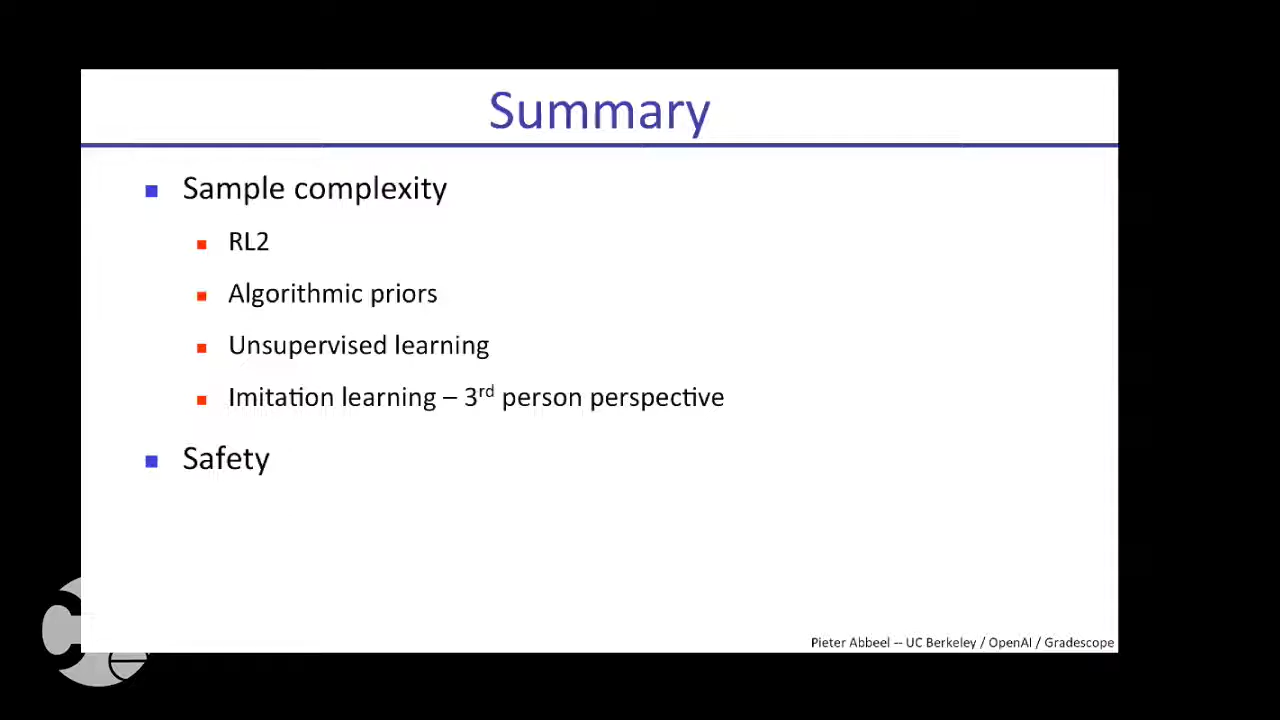 Summary
Sample complexity
RL2
Algorithmic priors
Unsupervised learning
Imitation learning – 3rd person perspective
Safety
Pieter Abbeel -- UC Berkeley / OpenAI / Gradescope